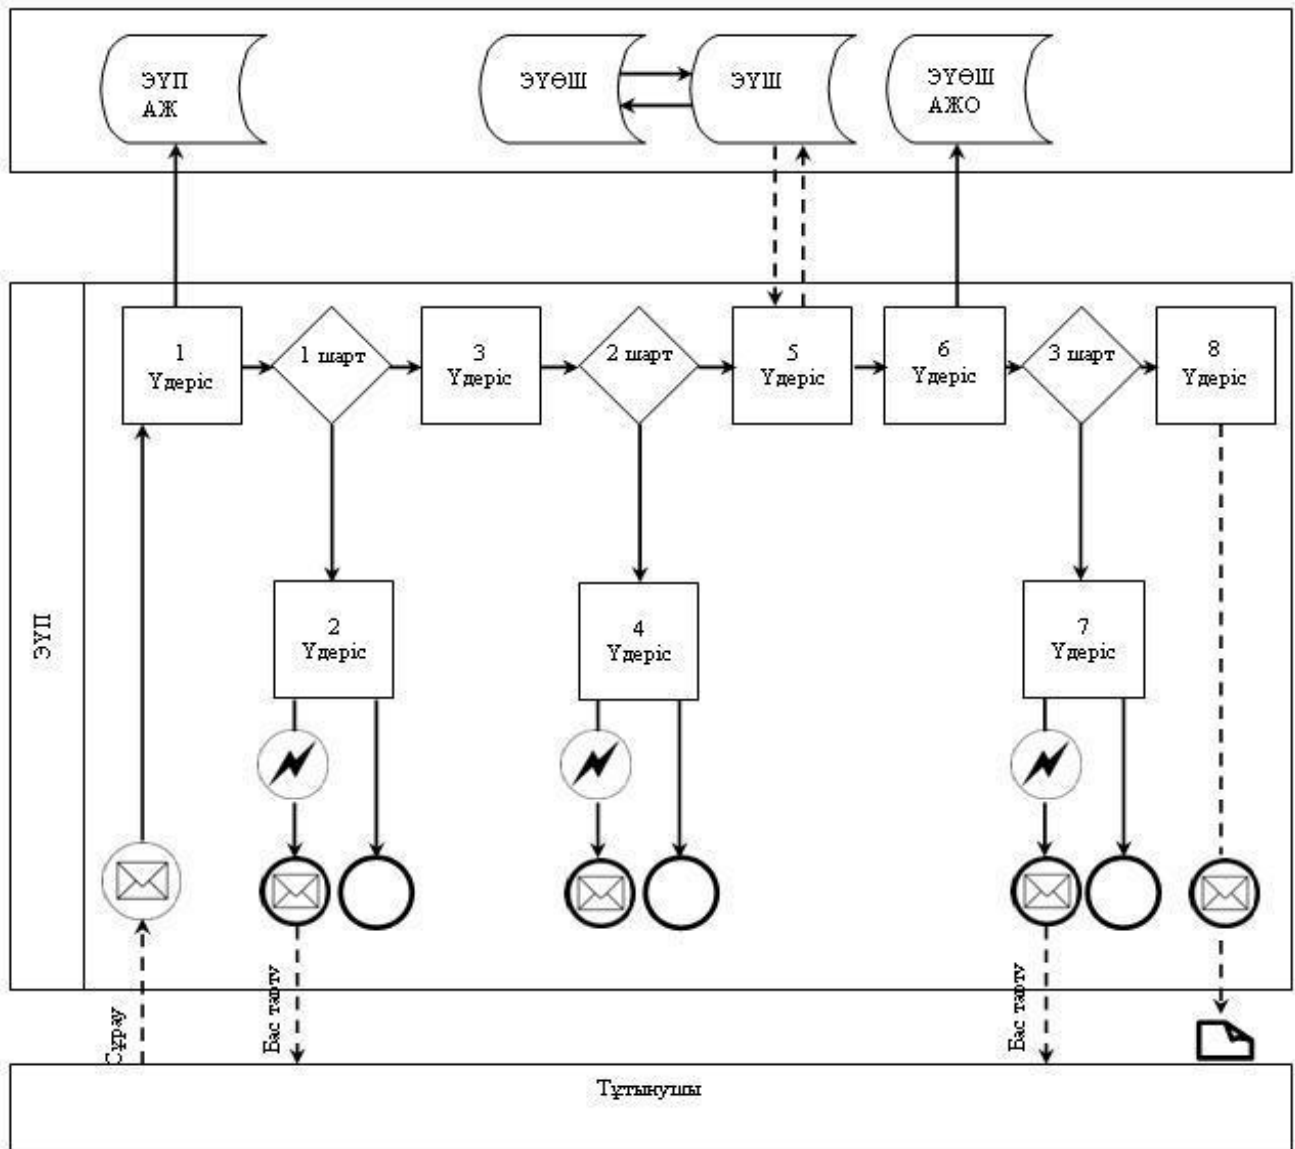 ЭҮП
АЖ
ЭҮӨШ
ЭҮШ
ЭҮӨШ
АЖО
ЭҮП
1
Үдеріс
1 шарт
3
Үдеріс
2 шарт
5
Үдеріс
6
Үдеріс
3 шарт
8
Үдеріс
2
Үдеріс
4
Үдеріс
7
Үдеріс
Сұрау
Бас тарту
Бас тарту
Тұтынушы